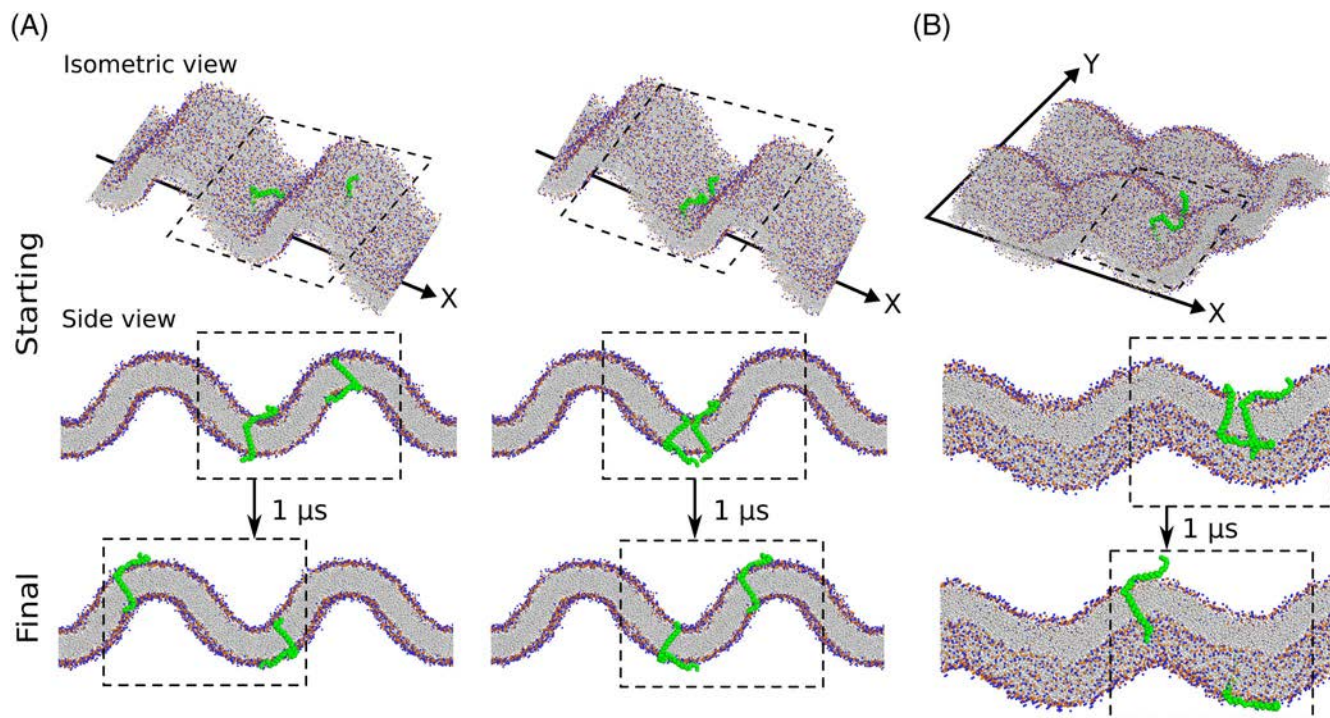 (A)
(B)
Isometric view
Y
X
X
X
Starting
Side view
1 µs
1 µs
1 µs
Final